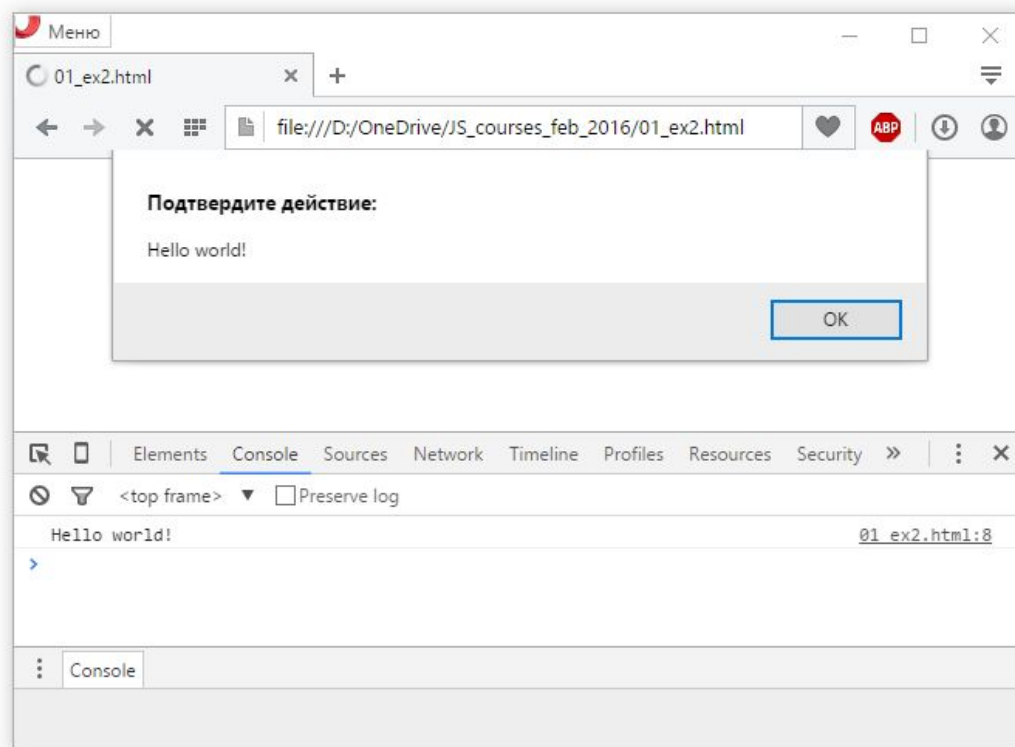 Меню
01_ex2.html
file:///D:/OneDrive/JS_courses_feb_2016/01_ex2.html ABP
Подтвердите действие:
Hello world!
OK
Elements Console Sources Network Timeline Profiles Resources Security »
<top frame> ▼ Preserve log
Hello world! 01_ex2.html:8
>
Console